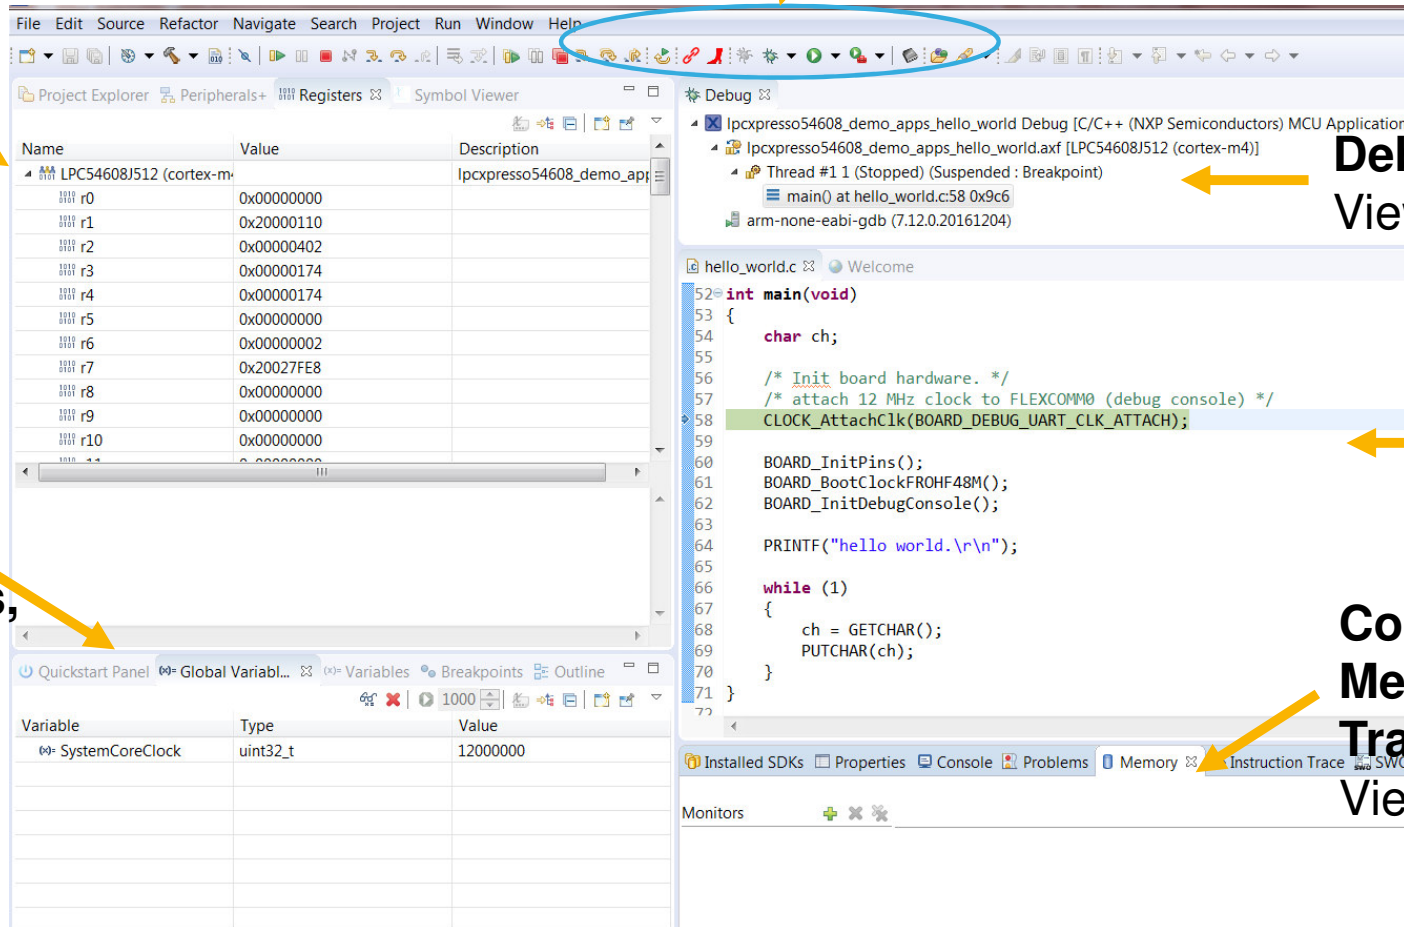 File Edit Source Refactor Navigate Search Project Run Window Help
Project Explorer Peripherals+ Registers Symbol Viewer
Name Value Description
LPC54608J512 (cortex-m4 lpcxpresso54608_demo_app
r0 0x00000000
r1 0x20000110
r2 0x00000402
r3 0x00000174
r4 0x00000174
r5 0x00000000
r6 0x00000002
r7 0x20027FE8
r8 0x00000000
r9 0x00000000
r10 0x00000000
s,
Quickstart Panel (x)= Global Variabl... (x)= Variables Breakpoints Outline
1000
Variable Type Value
(x)= SystemCoreClock uint32_t 12000000
Debug
lpcxpresso54608_demo_apps_hello_world Debug [C/C++ (NXP Semiconductors) MCU Application
lpcxpresso54608_demo_apps_hello_world.axf [LPC54608J512 (cortex-m4)]
Thread #1 1 (Stopped) (Suspended : Breakpoint)
main() at hello_world.c:58 0x9c6
arm-none-eabi-gdb (7.12.0.20161204)
Del
View
hello_world.c Welcome
52 int main(void)
53 {
54 char ch;
55
56 /* Init board hardware. */
57 /* attach 12 MHz clock to FLEXCOMM0 (debug console) */
58 CLOCK_AttachClk(BOARD_DEBUG_UART_CLK_ATTACH);
59
60 BOARD_InitPins();
61 BOARD_BootClockFROHF48M();
62 BOARD_InitDebugConsole();
63
64 PRINTF("hello world.\r\n");
65
66 while (1)
67 {
68 ch = GETCHAR();
69 PUTCHAR(ch);
70 }
71 }
72
Co
Me
Tra
Vie
Installed SDKs Properties Console Problems Memory Instruction Trace SWO
Monitors